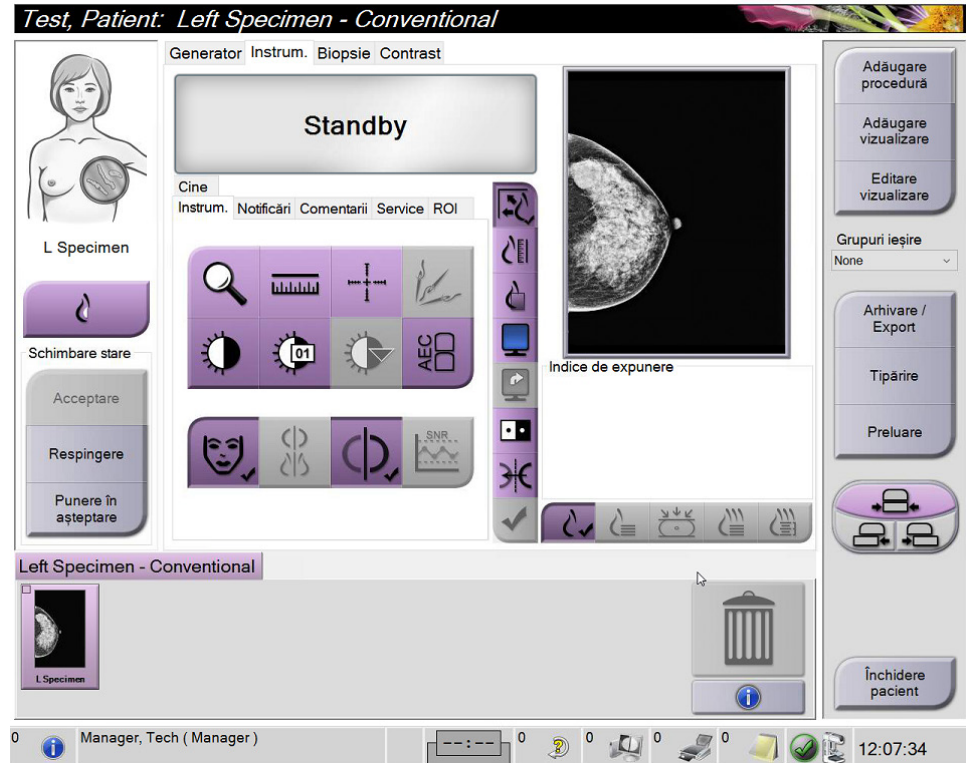 Test, Patient: Left Specimen - Conventional
Generator Instrum. Biopsie Contrast
Standby
Cine
Instrum. Notificări Comentarii Service ROI
01
AEC
SNR
L Specimen
Schimbare stare
Acceptare
Respingere
Punere în
așteptare
Indice de expunere
Adăugare
procedură
Adăugare
vizualizare
Editare
vizualizare
Grupuri ieșire
None
Arhivare /
Export
Tipărire
Preluare
Left Specimen - Conventional
L Specimen
Închidere
pacient
0 Manager, Tech ( Manager ) --:-- 0 0 0 0 12:07:34